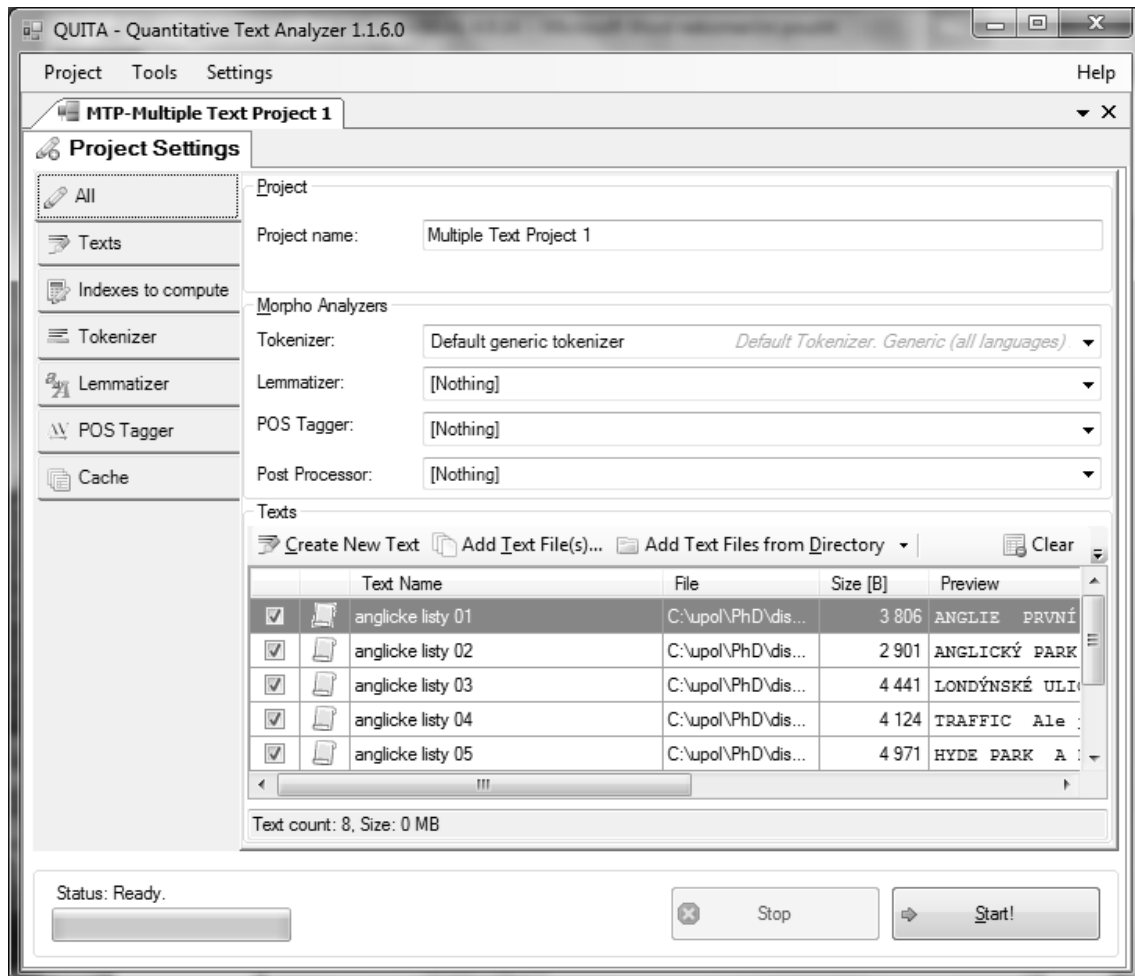 QUITA - Quantitative Text Analyzer 1.1.6.0
Project Tools Settings Help
MTP-Multiple Text Project 1
Project Settings
All
Texts
Indexes to compute
Tokenizer
Lemmatizer
POS Tagger
Cache
Project
Project name: Multiple Text Project 1
Morpho Analyzers
Tokenizer: Default generic tokenizer Default Tokenizer. Generic (all languages)
Lemmatizer: [Nothing]
POS Tagger: [Nothing]
Post Processor: [Nothing]
Texts
Create New Text Add Text File(s)... Add Text Files from Directory Clear
Text Name File Size [B] Preview
anglicke listy 01 C:\upol\PhD\dis... 3 806 ANGLIE PRVNÍ
anglicke listy 02 C:\upol\PhD\dis... 2 901 ANGLICKÝ PARK
anglicke listy 03 C:\upol\PhD\dis... 4 441 LONDÝNSKÉ
anglicke listy 04 C:\upol\PhD\dis... 4 124 TRAFFIC Ale
anglicke listy 05 C:\upol\PhD\dis... 4 971 HYDE PARK A
Text count: 8, Size: 0 MB
Status: Ready.
Stop
Start!